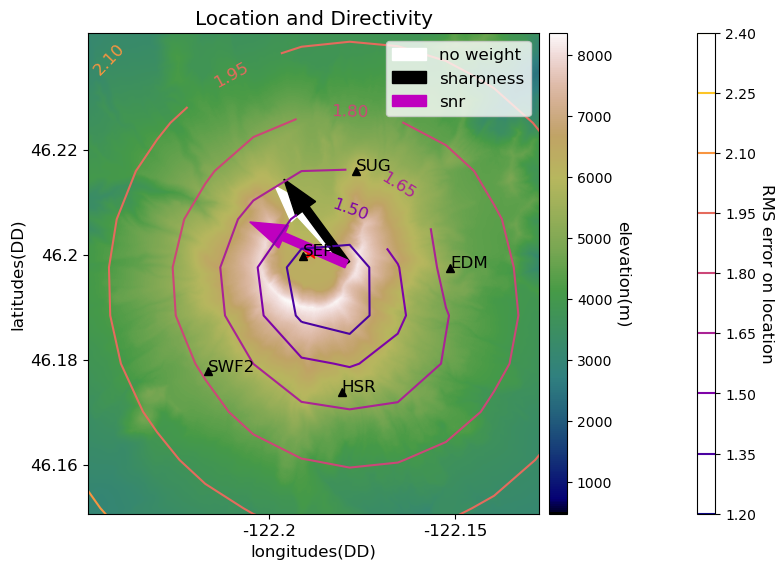 Location and Directivity
no weight
sharpness
snr
2.10
1.95
1.80
1.65
1.50
SUG
SEP
EDM
SWF2
HSR
46.22
46.2
46.18
46.16
latitudes(DD)
-122.2
-122.15
longitudes(DD)
8000
7000
6000
5000
4000
3000
2000
1000
elevation(m)
2.40
2.25
2.10
1.95
1.80
1.65
1.50
1.35
1.20
RMS error on location